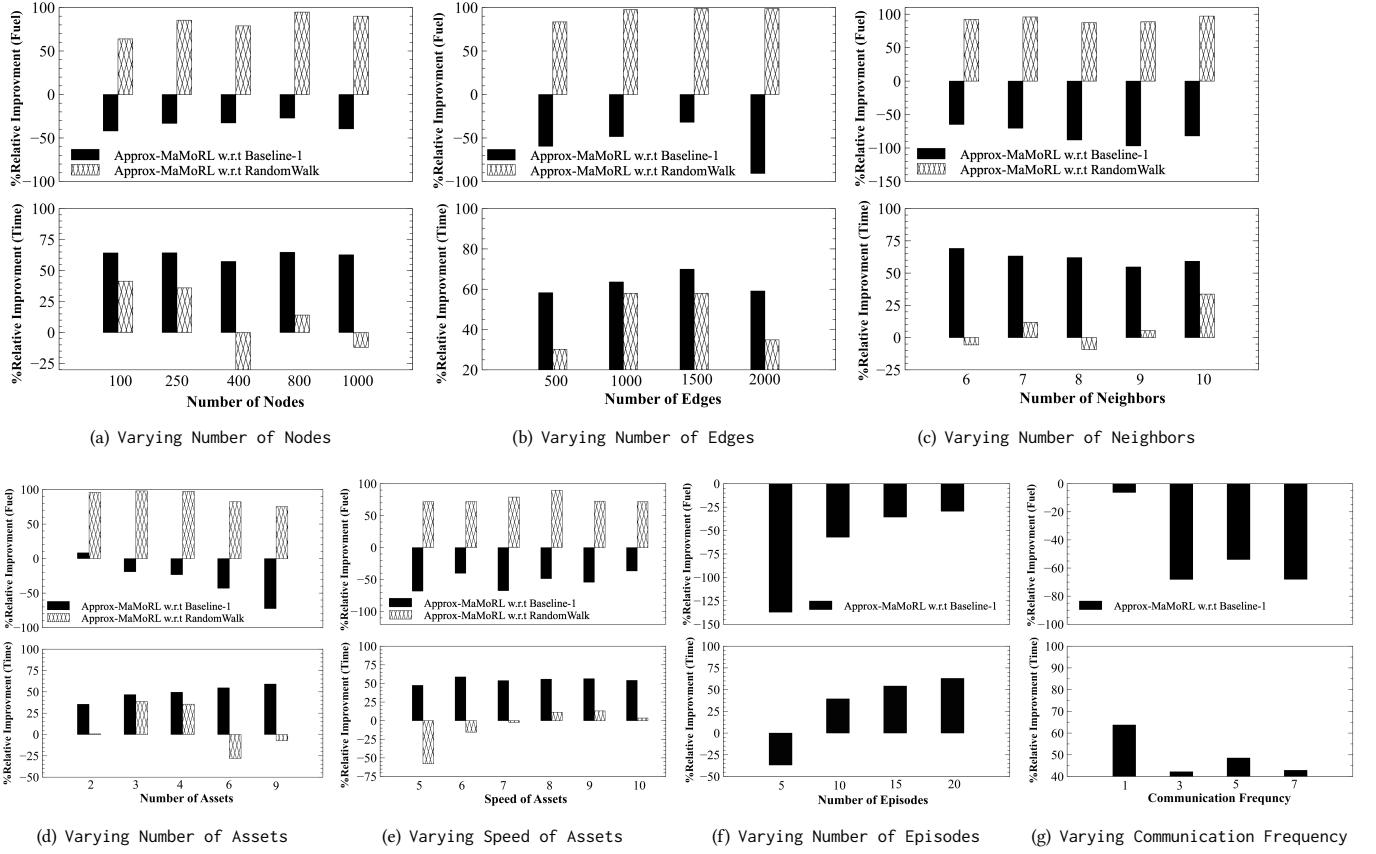 %Relative Improvment (Fuel)
100
50
0
−50
−100
Approx-MaMoRL w.r.t Baseline-1
Approx-MaMoRL w.r.t RandomWalk
%Relative Improvment (Time)
100
75
50
25
0
−25
100 250 400 800 1000
Number of Nodes
(a) Varying Number of Nodes
%Relative Improvment (Fuel)
100
50
0
−50
−100
Approx-MaMoRL w.r.t Baseline-1
Approx-MaMoRL w.r.t RandomWalk
%Relative Improvment (Time)
100
80
60
40
20
500 1000 1500 2000
Number of Edges
(b) Varying Number of Edges
%Relative Improvment (Fuel)
100
50
0
−50
−100
−150
Approx-MaMoRL w.r.t Baseline-1
Approx-MaMoRL w.r.t RandomWalk
%Relative Improvment (Time)
100
75
50
25
0
−25
6 7 8 9 10
Number of Neighbors
(c) Varying Number of Neighbors
%Relative Improvment (Fuel)
100
50
0
−50
−100
Approx-MaMoRL w.r.t Baseline-1
Approx-MaMoRL w.r.t RandomWalk
%Relative Improvment (Time)
100
75
50
25
0
−25
−50
2 3 4 6 9
Number of Assets
(d) Varying Number of Assets
%Relative Improvment (Fuel)
100
50
0
−50
−100
Approx-MaMoRL w.r.t Baseline-1
Approx-MaMoRL w.r.t RandomWalk
%Relative Improvment (Time)
100
75
50
25
0
−25
−50
75
5 6 7 8 9 10
Speed of Assets
(e) Varying Speed of Assets
%Relative Improvment (Fuel)
0
−25
−50
−75
−100
−125
−150
Approx-MaMoRL w.r.t Baseline-1
%Relative Improvment (Time)
100
75
50
25
0
−25
−50
5 10 15 20
Number of Episodes
(f) Varying Number of Episodes
%Relative Improvment (Fuel)
0
−20
−40
−60
−80
−100
Approx-MaMoRL w.r.t Baseline-1
%Relative Improvment (Time)
100
90
80
70
60
50
40
1 3 5 7
Communication Frequncy
(g) Varying Communication Frequency